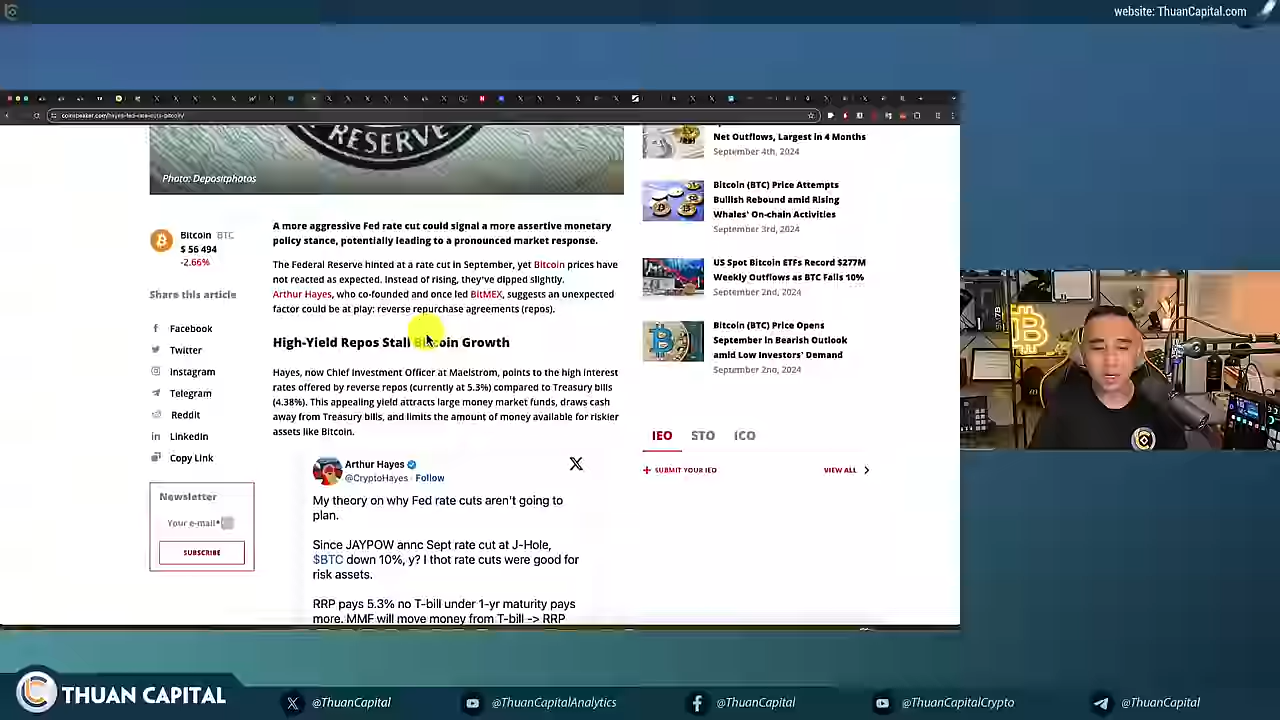 website: ThuanCapital.com
coinspeaker.com/hayes-fed-rate-cuts-bitcoin/
RESERVE
Photo: Depositphotos
Bitcoin BTC
$ 56 494
-2.66%
Share this article
Facebook
Twitter
Instagram
Telegram
Reddit
LinkedIn
Copy Link
Newsletter
Your e-mail*
SUBSCRIBE
A more aggressive Fed rate cut could signal a more assertive monetary
policy stance, potentially leading to a pronounced market response.
The Federal Reserve hinted at a rate cut in September, yet Bitcoin prices have
not reacted as expected. Instead of rising, they've dipped slightly.
Arthur Hayes, who co-founded and once led BitMEX, suggests an unexpected
factor could be at play: reverse repurchase agreements (repos).
High-Yield Repos Stall Bitcoin Growth
Hayes, now Chief Investment Officer at Maelstrom, points to the high interest
rates offered by reverse repos (currently at 5.3%) compared to Treasury bills
(4.38%). This appealing yield attracts large money market funds, draws cash
away from Treasury bills, and limits the amount of money available for riskier
assets like Bitcoin.
Arthur Hayes
@CryptoHayes · Follow
My theory on why Fed rate cuts aren't going to
plan.
Since JAYPOW annc Sept rate cut at J-Hole,
$BTC down 10%, y? I thot rate cuts were good for
risk assets.
RRP pays 5.3% no T-bill under 1-yr maturity pays
more. MMF will move money from T-bill -> RRP
Net Outflows, Largest in 4 Months
September 4th, 2024
Bitcoin (BTC) Price Attempts
Bullish Rebound amid Rising
Whales' On-chain Activities
September 3rd, 2024
US Spot Bitcoin ETFs Record $277M
Weekly Outflows as BTC Falls 10%
September 2nd, 2024
Bitcoin (BTC) Price Opens
September in Bearish Outlook
amid Low Investors' Demand
September 2nd, 2024
IEO STO ICO
+ SUBMIT YOUR IEO
VIEW ALL
THUAN CAPITAL
@ThuanCapital
@ThuanCapitalAnalytics
@ThuanCapital
@ThuanCapitalCrypto
@ThuanCapital